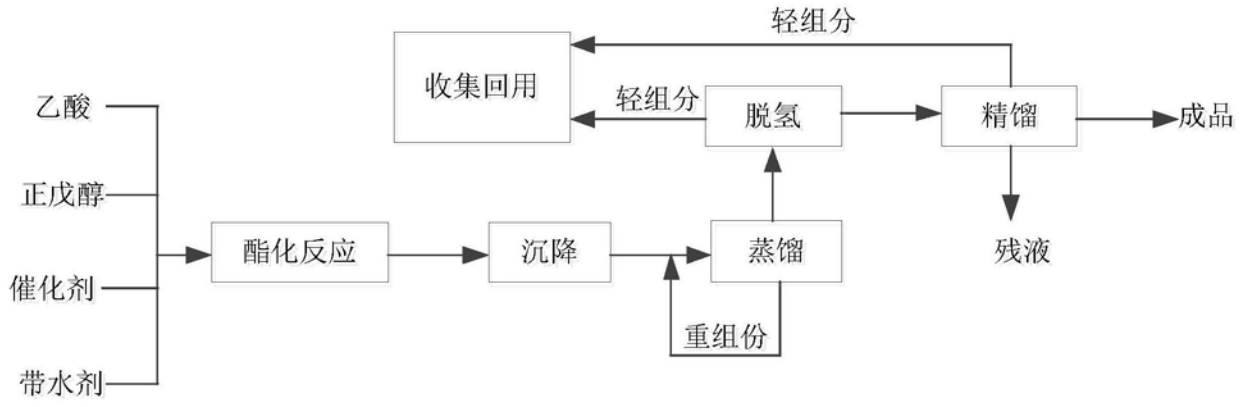 轻组分
收集回用
轻组分
脱氢
精馏
成品
乙酸
正戊醇
酯化反应
沉降
蒸馏
残液
催化剂
重组份
带水剂